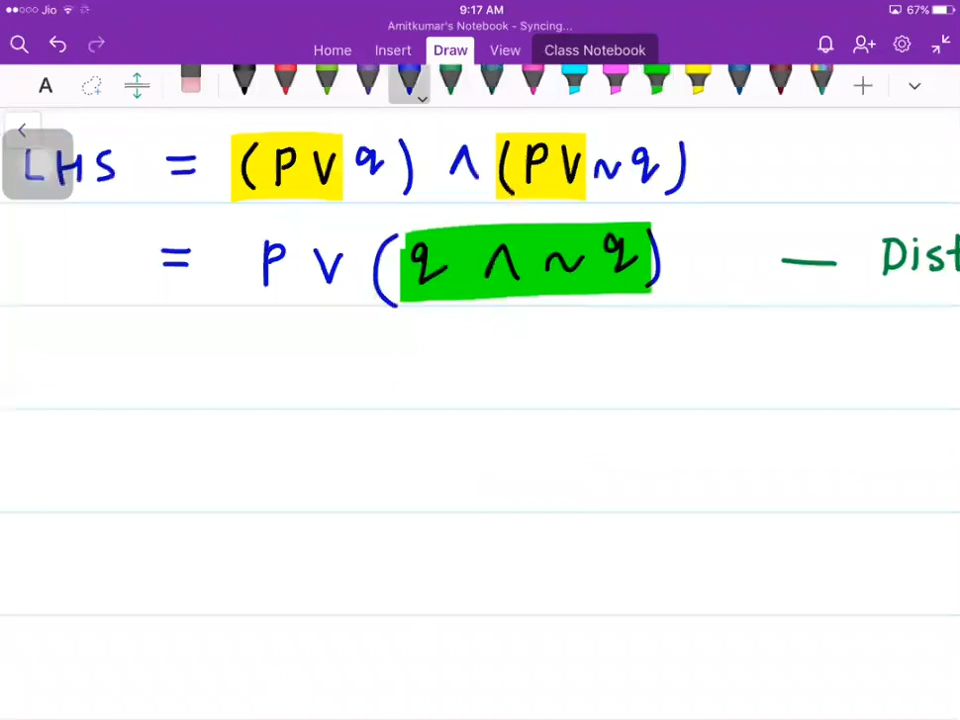 Jio 9:17 AM 67%
Amitkumar's Notebook - Syncing...
Home Insert Draw View Class Notebook
A
LHS = (P ∨ q) ∧ (P ∨ ~ q)
= P ∨ (q ∧ ~ q) — Dist